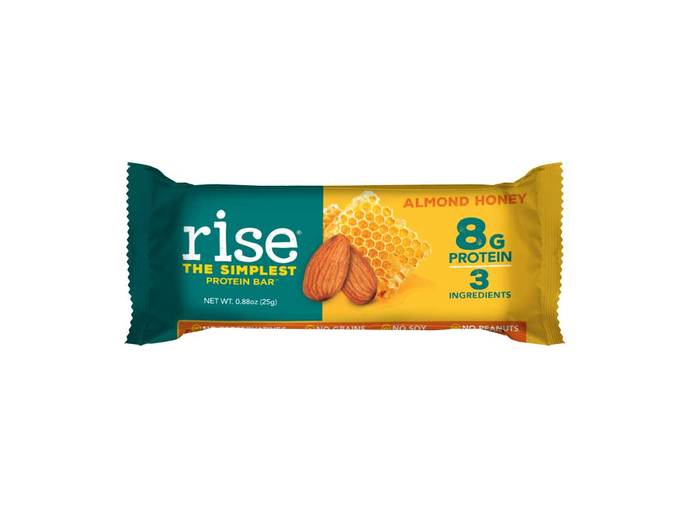 rise®
THE SIMPLEST
PROTEIN BAR™
NET WT. 0.88oz (25g)
ALMOND HONEY
8G
PROTEIN
3
INGREDIENTS
NO GRAINS
NO SOY
NO PEANUTS